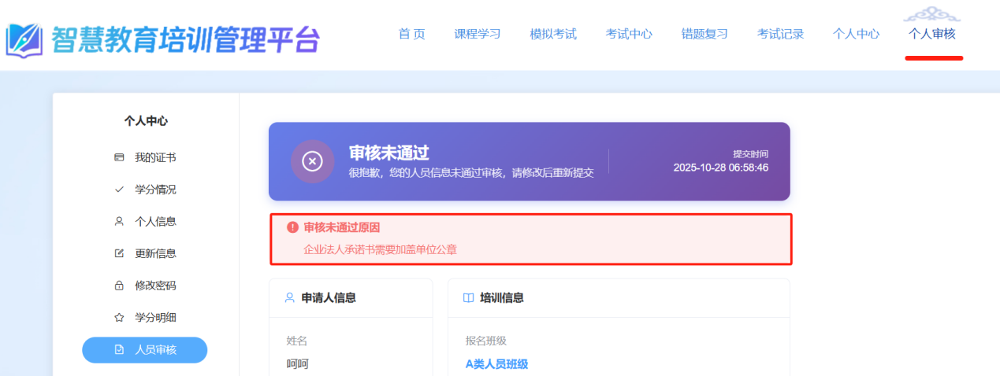 智慧教育培训管理平台
首 页 课程学习 模拟考试 考试中心 错题复习 考试记录 个人中心 个人审核
个人中心
我的证书
学分情况
个人信息
更新信息
修改密码
学分明细
人员审核
审核未通过
很抱歉，您的人员信息未通过审核，请修改后重新提交
提交时间
2025-10-28 06:58:46
审核未通过原因
企业法人承诺书需要加盖单位公章
申请人信息
姓名
呵呵
培训信息
报名班级
A类人员班级